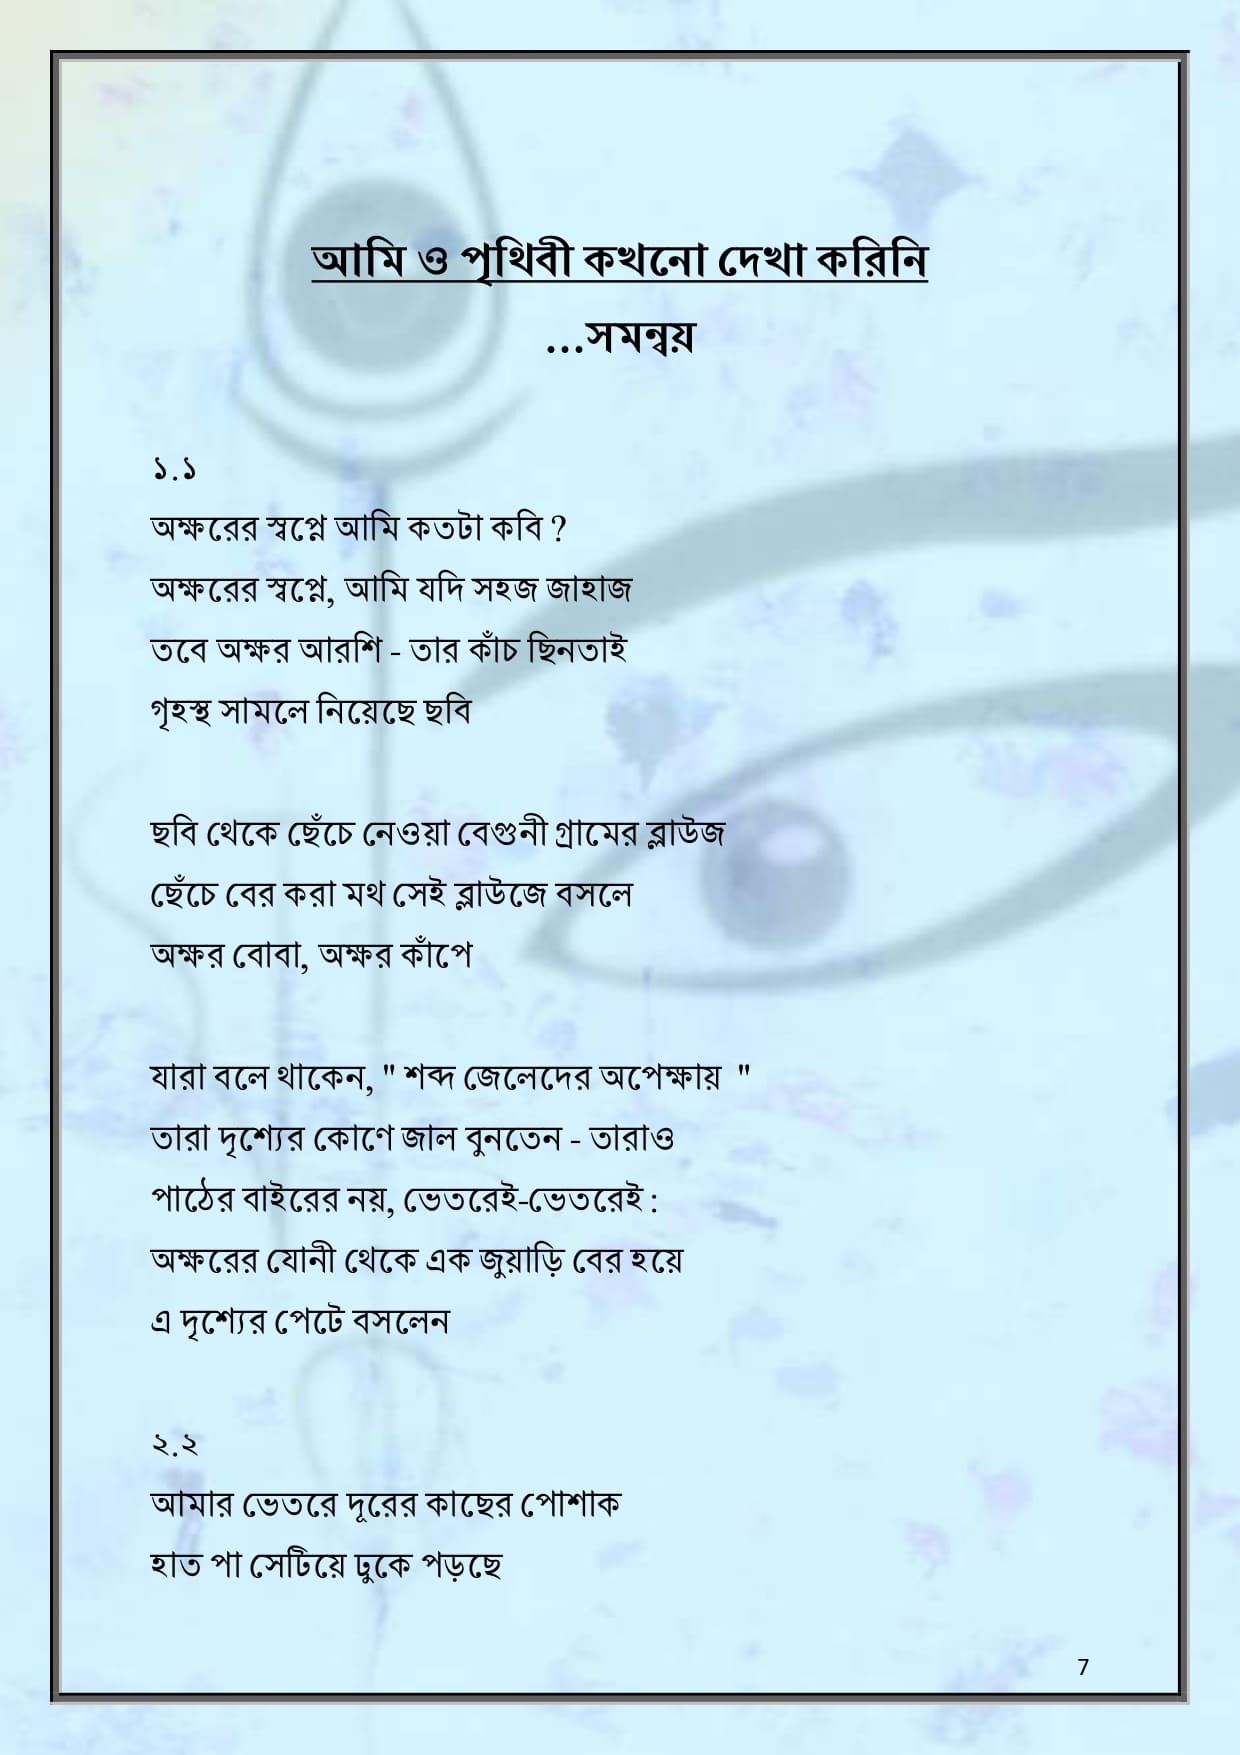 আমি ও পৃথিবী কখনো দেখা করিনি
...সমন্বয়
১.১
অক্ষরের স্বপ্নে আমি কতটা কবি ?
অক্ষরের স্বপ্নে, আমি যদি সহজ জাহাজ
তবে অক্ষর আরশি - তার কাঁচ ছিনতাই
গৃহস্থ সামলে নিয়েছে ছবি
ছবি থেকে ছেঁচে নেওয়া বেগুনী গ্রামের ব্লাউজ
ছেঁচে বের করা মথ সেই ব্লাউজে বসলে
অক্ষর বোবা, অক্ষর কাঁপে
যারা বলে থাকেন, " শব্দ জেলেদের অপেক্ষায় "
তারা দৃশ্যের কোণে জাল বুনতেন - তারাও
পাঠের বাইরের নয়, ভেতরেই-ভেতরেই :
অক্ষরের যোনী থেকে এক জুয়াড়ি বের হয়ে
এ দৃশ্যের পেটে বসলেন
২.২
আমার ভেতরে দূরের কাছের পোশাক
হাত পা সেটিয়ে ঢুকে পড়ছে
7